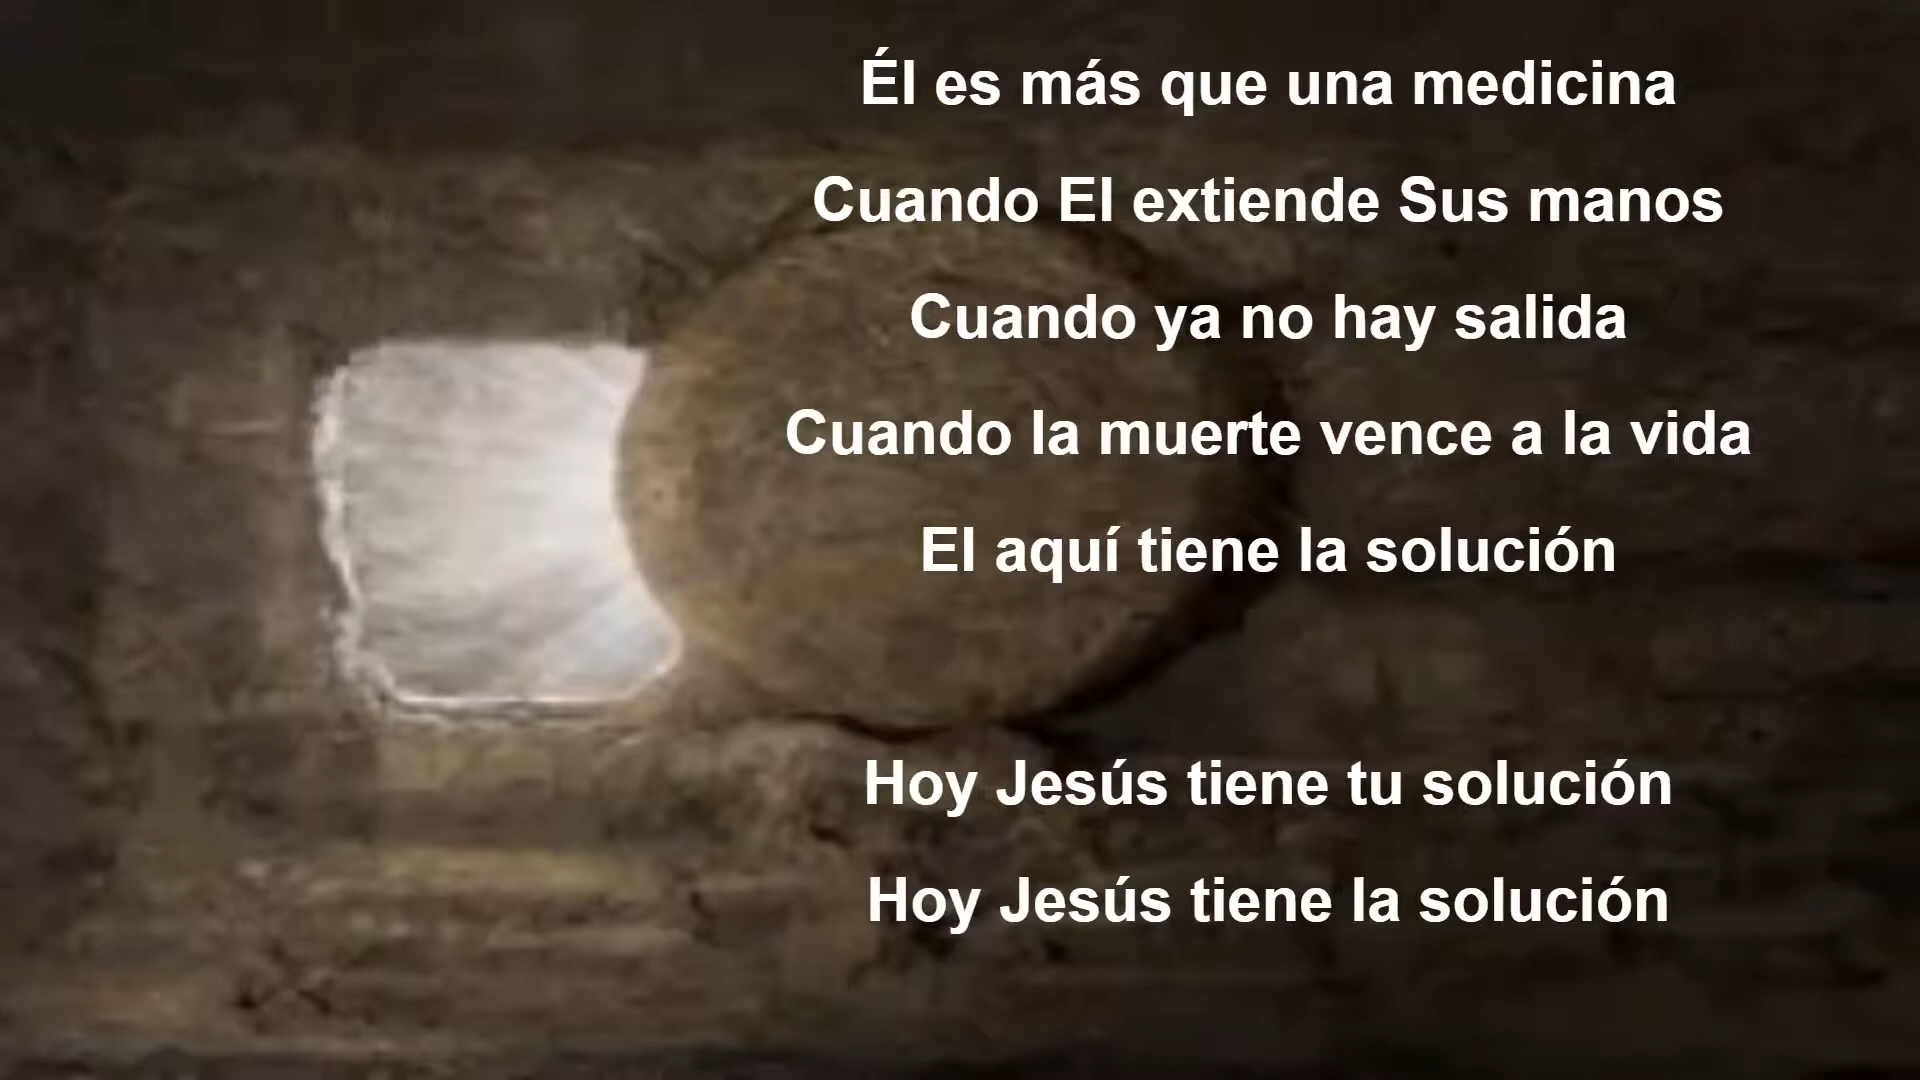 Él es más que una medicina
Cuando El extiende Sus manos
Cuando ya no hay salida
Cuando la muerte vence a la vida
El aquí tiene la solución
Hoy Jesús tiene tu solución
Hoy Jesús tiene la solución